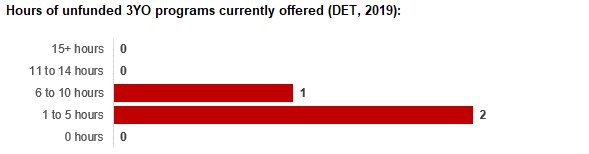 Hours of unfunded 3YO programs currently offered (DET, 2019):
15+ hours 0
11 to 14 hours 0
6 to 10 hours 1
1 to 5 hours 2
0 hours 0